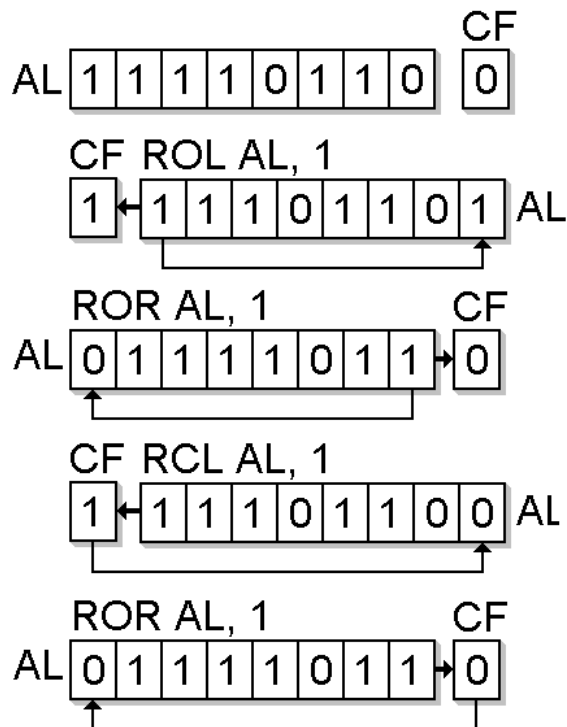 CF
AL 1 1 1 1 0 1 1 0 0
CF ROL AL, 1
1 1 1 1 0 1 1 0 1 AL
ROR AL, 1 CF
AL 0 1 1 1 1 0 1 1 0
CF RCL AL, 1
1 1 1 1 0 1 1 0 0 AL
ROR AL, 1 CF
AL 0 1 1 1 1 0 1 1 0